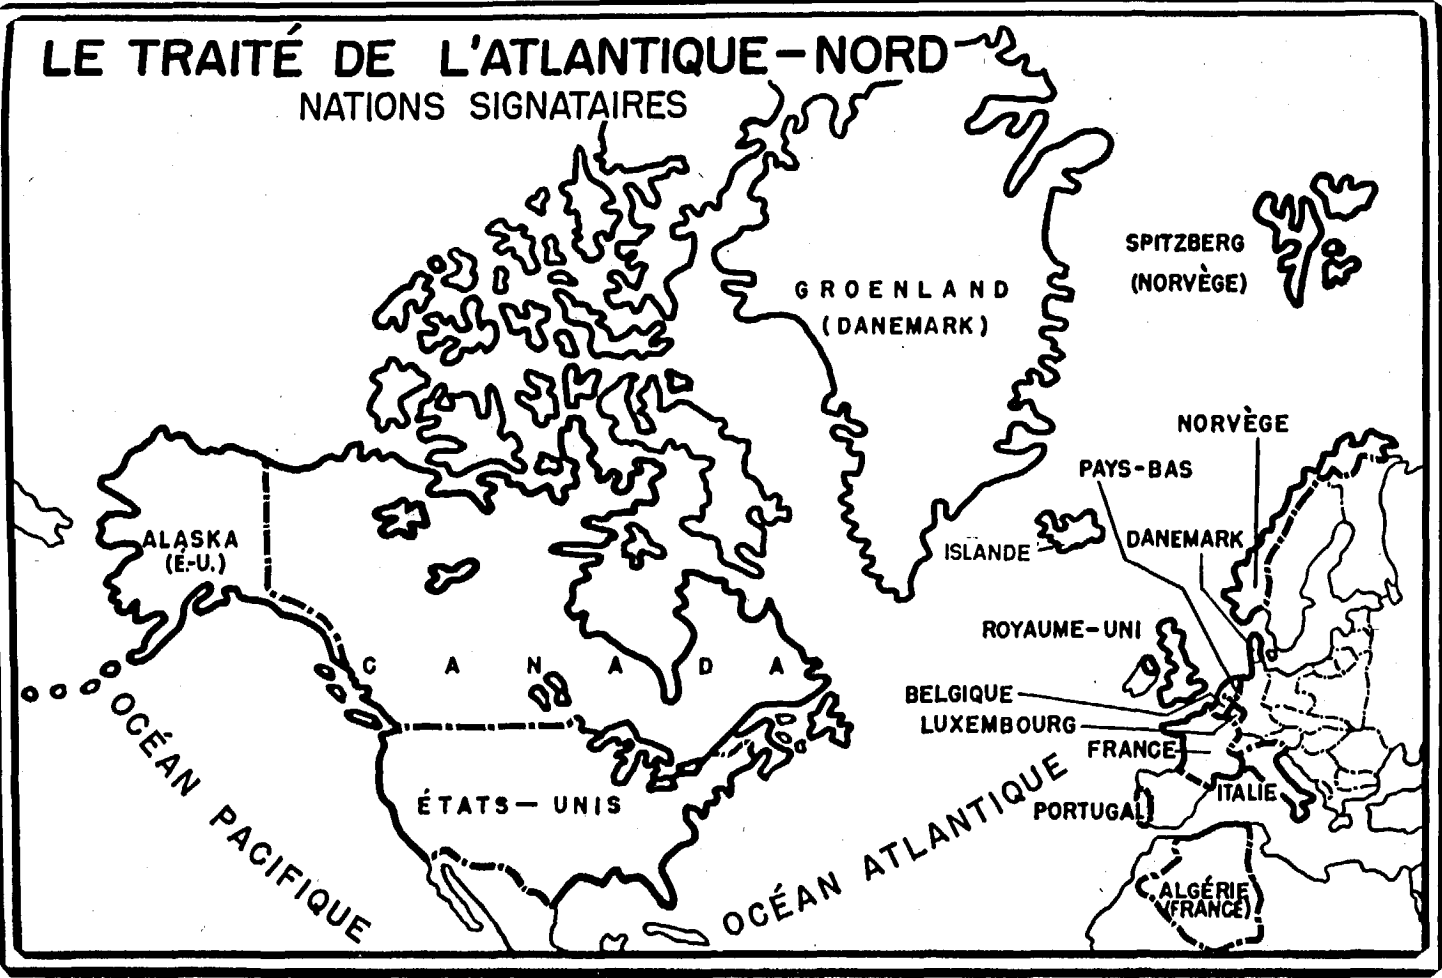 LE TRAITÉ DE L'ATLANTIQUE-NORD
NATIONS SIGNATAIRES
SPITZBERG
(NORVÈGE)
GROENLAND
(DANEMARK)
NORVÈGE
PAYS-BAS
ALASKA
(É.-U.)
ISLANDE
DANEMARK
ROYAUME-UNI
CANADA
BELGIQUE
LUXEMBOURG
FRANCE
ÉTATS-UNIS
ITALIE
PORTUGAL
OCÉAN PACIFIQUE
OCÉAN ATLANTIQUE
ALGÉRIE
(FRANCE)